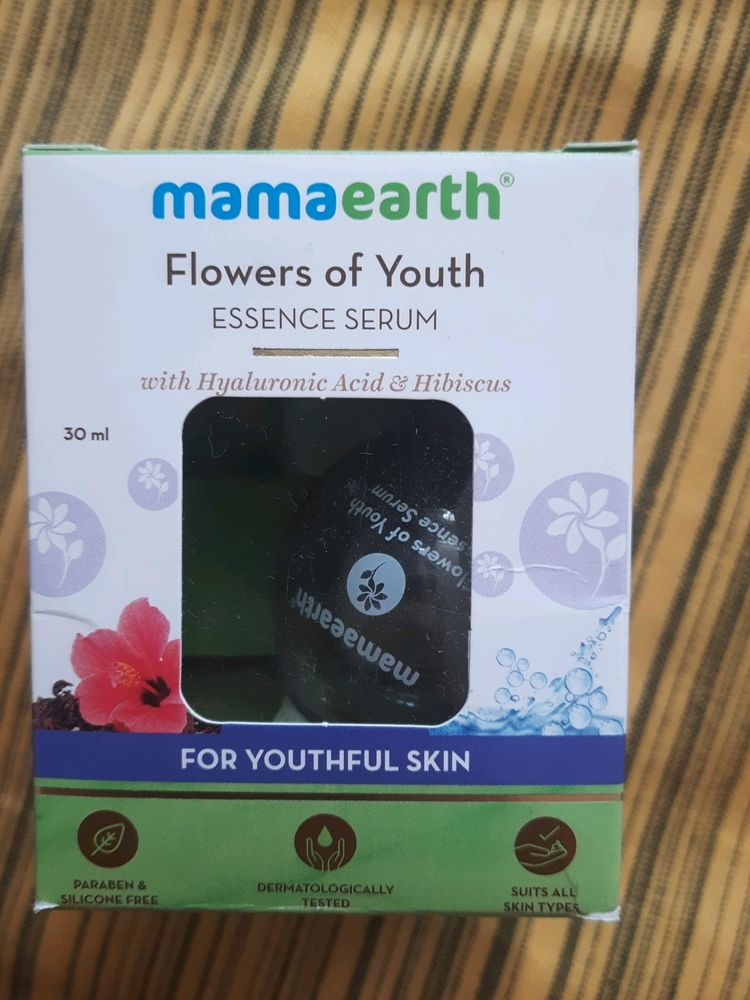 mamaearth®
Flowers of Youth
ESSENCE SERUM
with Hyaluronic Acid & Hibiscus
30 ml
mamaearth
Flowers of Youth
Serum
FOR YOUTHFUL SKIN
PARABEN &
SILICONE FREE
DERMATOLOGICALLY
TESTED
SUITS ALL
SKIN TYPES